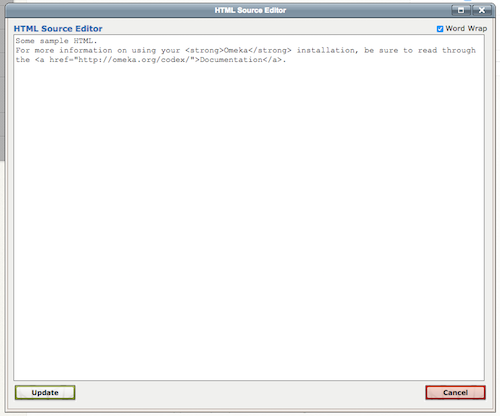 HTML Source Editor
HTML Source Editor
Word Wrap
Some sample HTML.
For more information on using your <strong>Omeka</strong> installation, be sure to read through
the <a href="http://omeka.org/codex/">Documentation</a>.
Update
Cancel